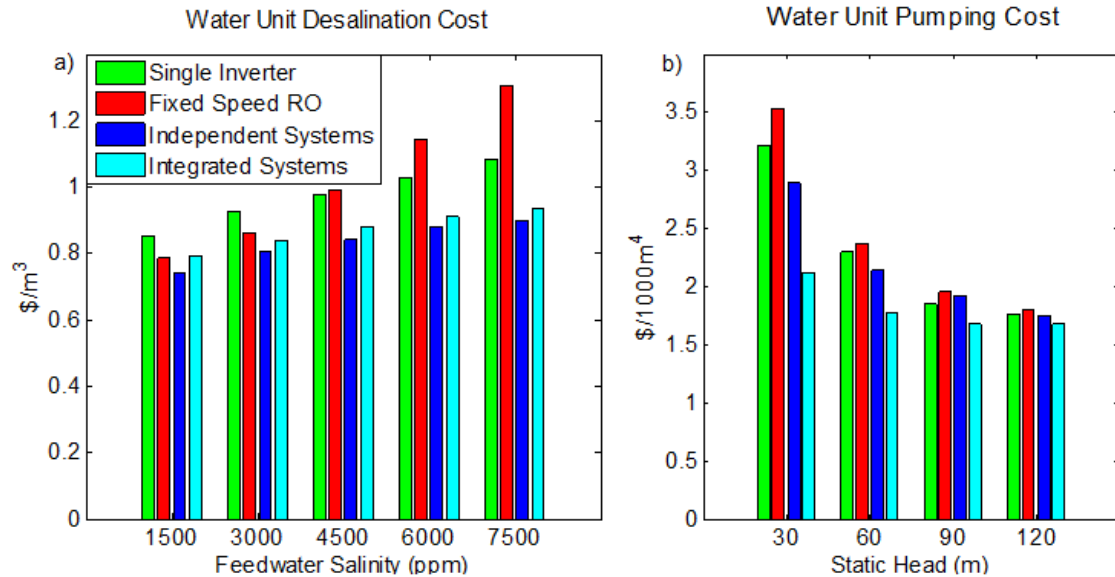 Water Unit Desalination Cost
a)
Single Inverter
Fixed Speed RO
Independent Systems
Integrated Systems
1.2
1
0.8
0.6
0.4
0.2
0
$/m³
1500 3000 4500 6000 7500
Feedwater Salinity (ppm)
Water Unit Pumping Cost
b)
3.5
3
2.5
2
1.5
1
0.5
0
$/1000m⁴
30 60 90 120
Static Head (m)